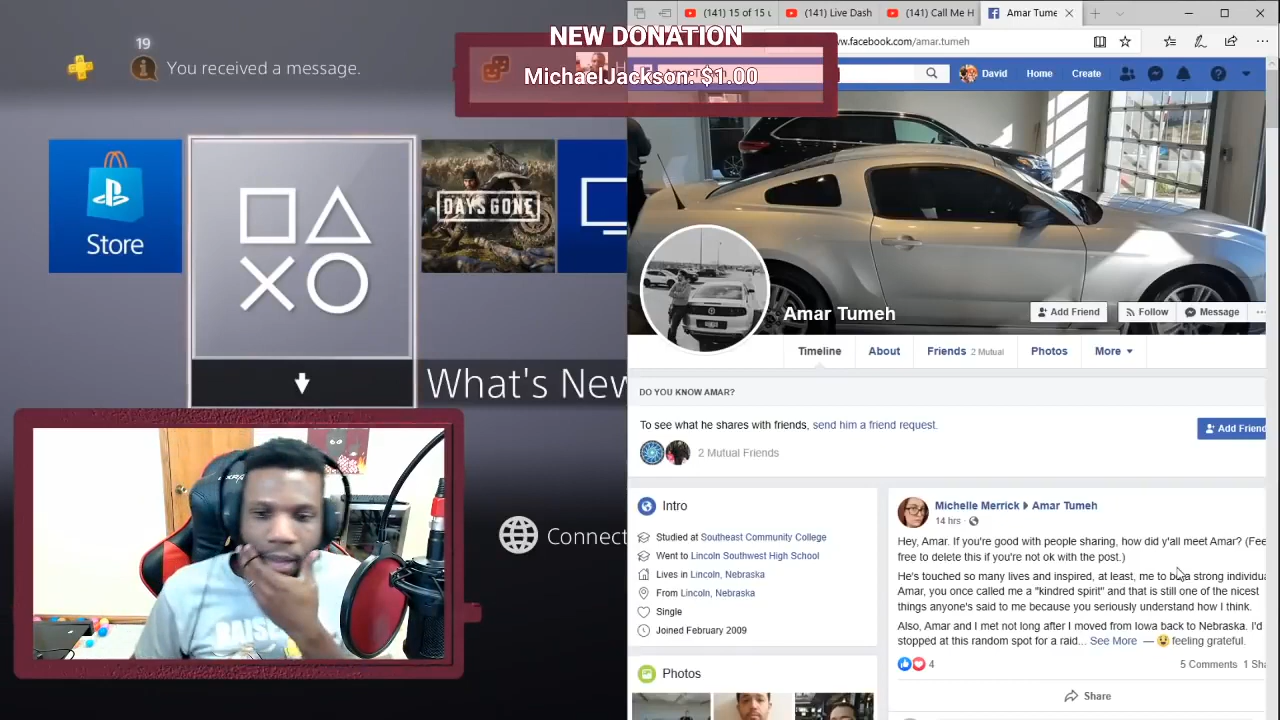 19
You received a message.
Store
DAYS GONE
What's New
Connect
NEW DONATION
MichaelJackson: $1.00
(141) 15 of 15 u
(141) Live Dash
(141) Call Me H
Amar Tume
www.facebook.com/amar.tumeh
David
Home
Create
Amar Tumeh
Add Friend
Follow
Message
Timeline
About
Friends 2 Mutual
Photos
More
DO YOU KNOW AMAR?
To see what he shares with friends, send him a friend request.
Add Friend
2 Mutual Friends
Intro
Studied at Southeast Community College
Went to Lincoln Southwest High School
Lives in Lincoln, Nebraska
From Lincoln, Nebraska
Single
Joined February 2009
Photos
Michelle Merrick ▸ Amar Tumeh
14 hrs ·
Hey, Amar. If you're good with people sharing, how did y'all meet Amar? (Fee
free to delete this if you're not ok with the post.)
He's touched so many lives and inspired, at least, me to be a strong individua
Amar, you once called me a "kindred spirit" and that is still one of the nicest
things anyone's said to me because you seriously understand how I think.
Also, Amar and I met not long after I moved from Iowa back to Nebraska. I'd
stopped at this random spot for a raid... See More — feeling grateful.
4
5 Comments 1 Sha
Share